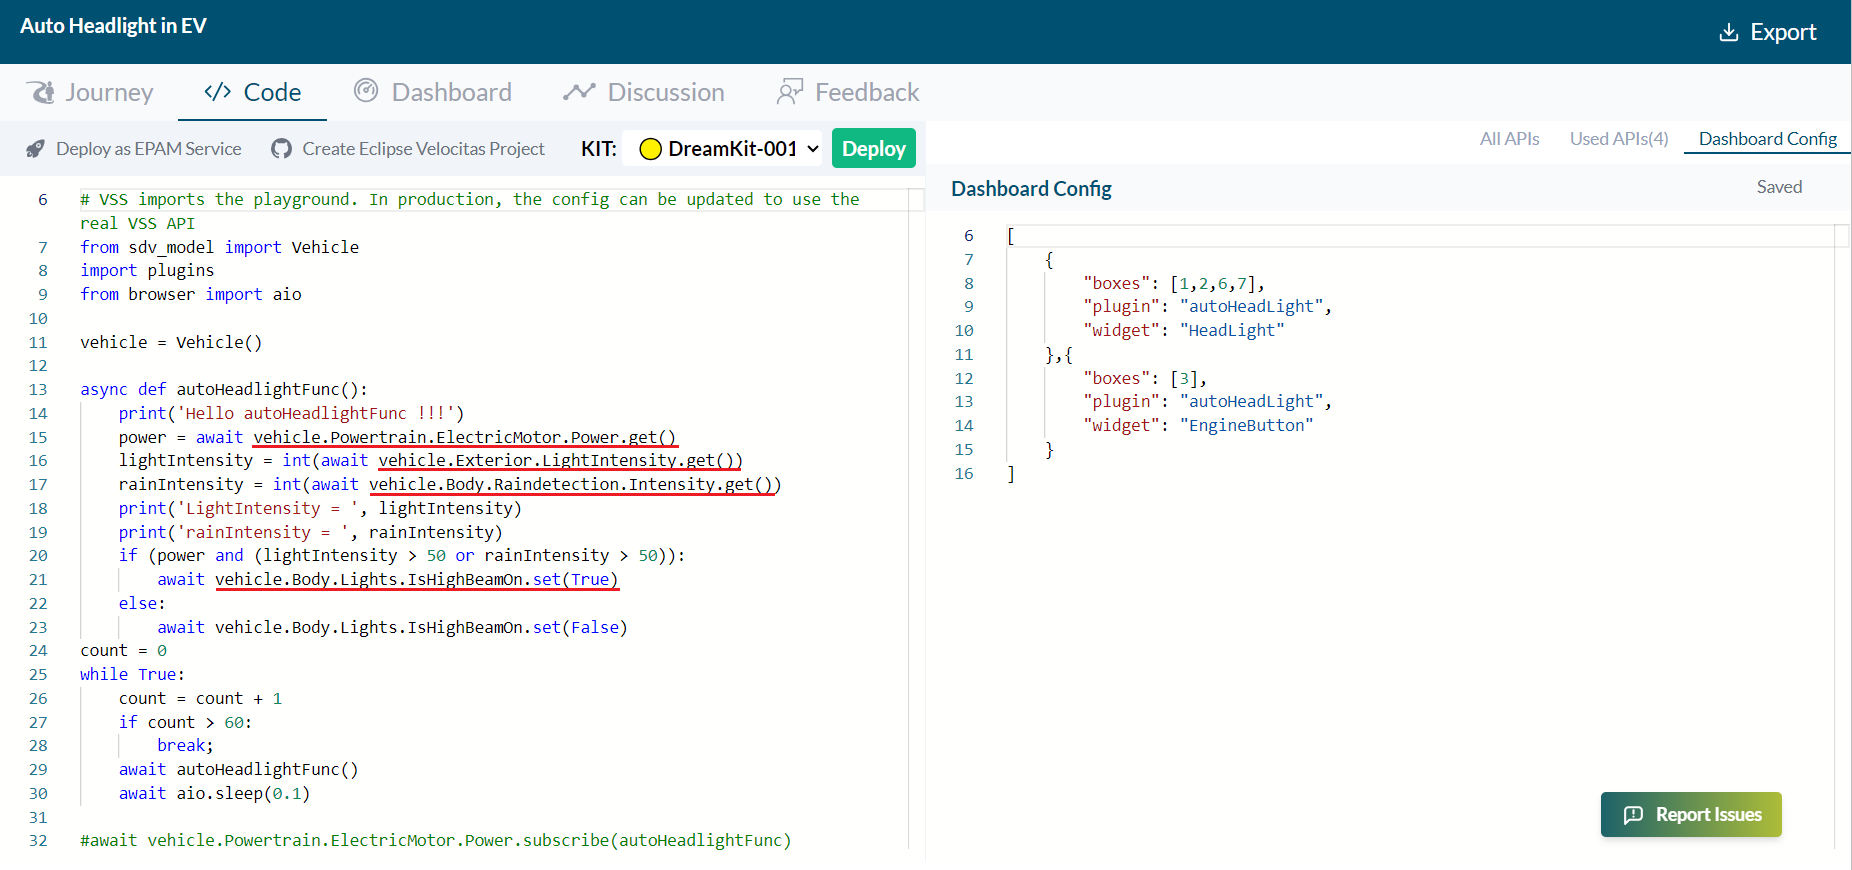 Auto Headlight in EV
Export
Journey
</> Code
Dashboard
Discussion
Feedback
Deploy as EPAM Service
Create Eclipse Velocitas Project
KIT:
DreamKit-001
Deploy
All APIs
Used APIs(4)
Dashboard Config
6 # VSS imports the playground. In production, the config can be updated to use the
real VSS API
7 from sdv_model import Vehicle
8 import plugins
9 from browser import aio
10
11 vehicle = Vehicle()
12
13 async def autoHeadlightFunc():
14     print('Hello autoHeadlightFunc !!!')
15     power = await vehicle.Powertrain.ElectricMotor.Power.get()
16     lightIntensity = int(await vehicle.Exterior.LightIntensity.get())
17     rainIntensity = int(await vehicle.Body.Raindetection.Intensity.get())
18     print('LightIntensity = ', lightIntensity)
19     print('rainIntensity = ', rainIntensity)
20     if (power and (lightIntensity > 50 or rainIntensity > 50)):
21         await vehicle.Body.Lights.IsHighBeamOn.set(True)
22     else:
23         await vehicle.Body.Lights.IsHighBeamOn.set(False)
24 count = 0
25 while True:
26     count = count + 1
27     if count > 60:
28         break;
29     await autoHeadlightFunc()
30     await aio.sleep(0.1)
31
32 #await vehicle.Powertrain.ElectricMotor.Power.subscribe(autoHeadlightFunc)
Dashboard Config
Saved
6 [
7     {
8         "boxes": [1,2,6,7],
9         "plugin": "autoHeadLight",
10         "widget": "HeadLight"
11     },{
12         "boxes": [3],
13         "plugin": "autoHeadLight",
14         "widget": "EngineButton"
15     }
16 ]
Report Issues